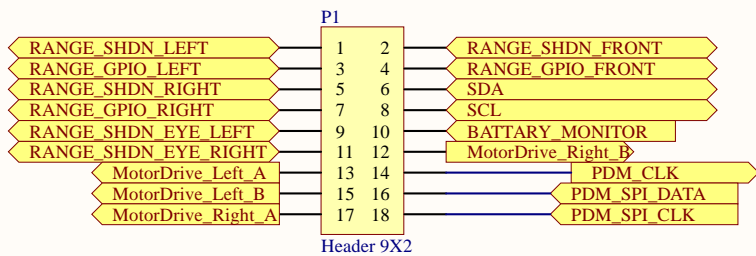 P1
RANGE_SHDN_LEFT 1 2 RANGE_SHDN_FRONT
RANGE_GPIO_LEFT 3 4 RANGE_GPIO_FRONT
RANGE_SHDN_RIGHT 5 6 SDA
RANGE_GPIO_RIGHT 7 8 SCL
RANGE_SHDN_EYE_LEFT 9 10 BATTARY_MONITOR
RANGE_SHDN_EYE_RIGHT 11 12 MotorDrive_Right_B
MotorDrive_Left_A 13 14 PDM_CLK
MotorDrive_Left_B 15 16 PDM_SPI_DATA
MotorDrive_Right_A 17 18 PDM_SPI_CLK
Header 9X2